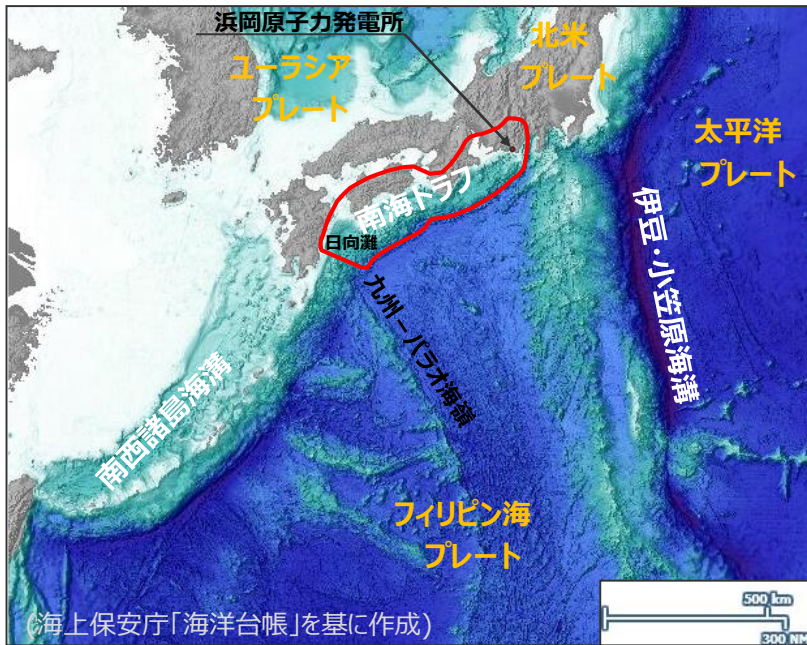 浜岡原子力発電所
北米
プレート
ユーラシア
プレート
太平洋
プレート
南海トラフ
日向灘
伊豆・小笠原海溝
九州－パラオ海嶺
南西諸島海溝
フィリピン海
プレート
(海上保安庁「海洋台帳」を基に作成)
500 km
300 NM